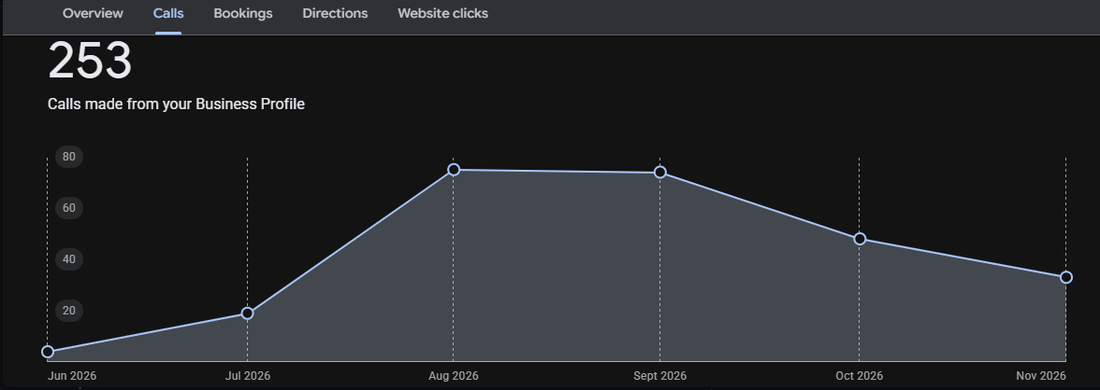 Overview Calls Bookings Directions Website clicks
253
Calls made from your Business Profile
80
60
40
20
Jun 2026 Jul 2026 Aug 2026 Sept 2026 Oct 2026 Nov 2026